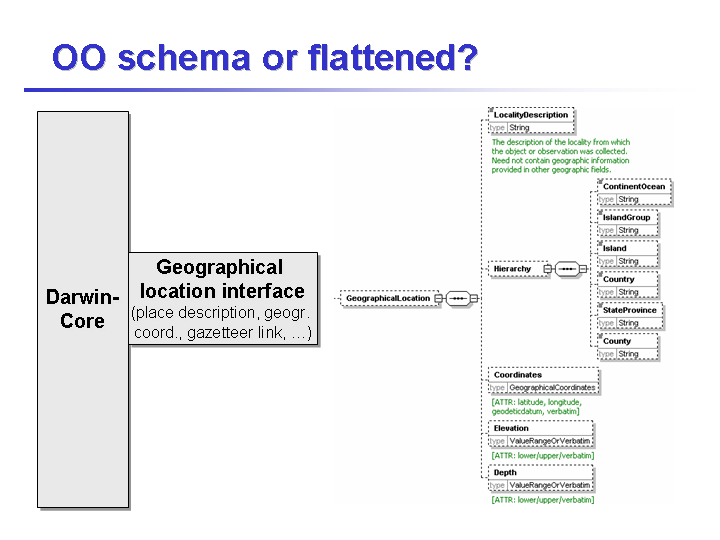 OO schema or flattened?
Darwin-
Core
Geographical
location interface
(place description, geogr.
coord., gazetteer link, …)
GeographicalLocation
LocalityDescription
type String
The description of the locality from which
the object or observation was collected.
Need not contain geographic information
provided in other geographic fields.
Hierarchy
ContinentOcean
type String
IslandGroup
type String
Island
type String
Country
type String
StateProvince
type String
County
type String
Coordinates
type GeographicalCoordinates
[ATTR: latitude, longitude,
geodeticdatum, verbatim]
Elevation
type ValueRangeOrVerbatim
[ATTR: lower/upper/verbatim]
Depth
type ValueRangeOrVerbatim
[ATTR: lower/upper/verbatim]